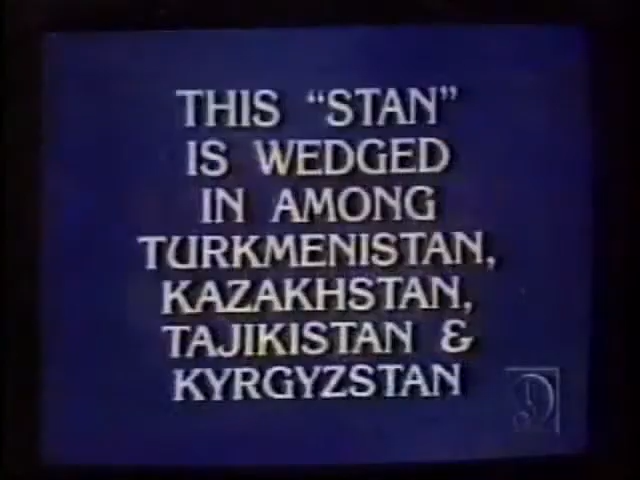 THIS “STAN”
IS WEDGED
IN AMONG
TURKMENISTAN,
KAZAKHSTAN,
TAJIKISTAN &
KYRGYZSTAN